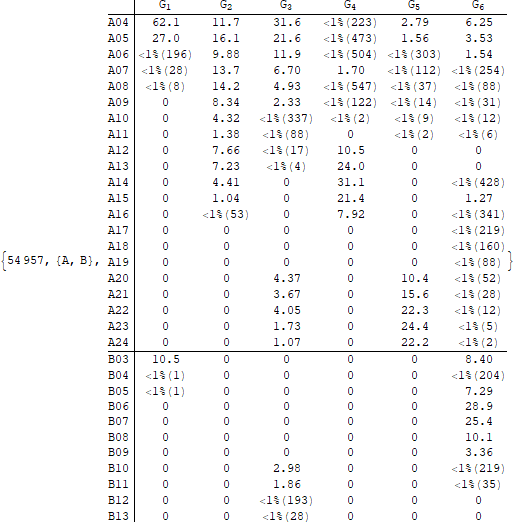 G1 G2 G3 G4 G5 G6
A04 62.1 11.7 31.6 <1%(223) 2.79 6.25
A05 27.0 16.1 21.6 <1%(473) 1.56 3.53
A06 <1%(196) 9.88 11.9 <1%(504) <1%(303) 1.54
A07 <1%(28) 13.7 6.70 1.70 <1%(112) <1%(254)
A08 <1%(8) 14.2 4.93 <1%(547) <1%(37) <1%(88)
A09 0 8.34 2.33 <1%(122) <1%(14) <1%(31)
A10 0 4.32 <1%(337) <1%(2) <1%(9) <1%(12)
A11 0 1.38 <1%(88) 0 <1%(2) <1%(6)
A12 0 7.66 <1%(17) 10.5 0 0
A13 0 7.23 <1%(4) 24.0 0 0
A14 0 4.41 0 31.1 0 <1%(428)
A15 0 1.04 0 21.4 0 1.27
A16 0 <1%(53) 0 7.92 0 <1%(341)
A17 0 0 0 0 0 <1%(219)
A18 0 0 0 0 0 <1%(160)
{54957, {A, B}, A19 0 0 0 0 0 <1%(88) }
A20 0 0 4.37 0 10.4 <1%(52)
A21 0 0 3.67 0 15.6 <1%(28)
A22 0 0 4.05 0 22.3 <1%(12)
A23 0 0 1.73 0 24.4 <1%(5)
A24 0 0 1.07 0 22.2 <1%(2)
B03 10.5 0 0 0 0 8.40
B04 <1%(1) 0 0 0 0 <1%(204)
B05 <1%(1) 0 0 0 0 7.29
B06 0 0 0 0 0 28.9
B07 0 0 0 0 0 25.4
B08 0 0 0 0 0 10.1
B09 0 0 0 0 0 3.36
B10 0 0 2.98 0 0 <1%(219)
B11 0 0 1.86 0 0 <1%(35)
B12 0 0 <1%(193) 0 0 0
B13 0 0 <1%(28) 0 0 0